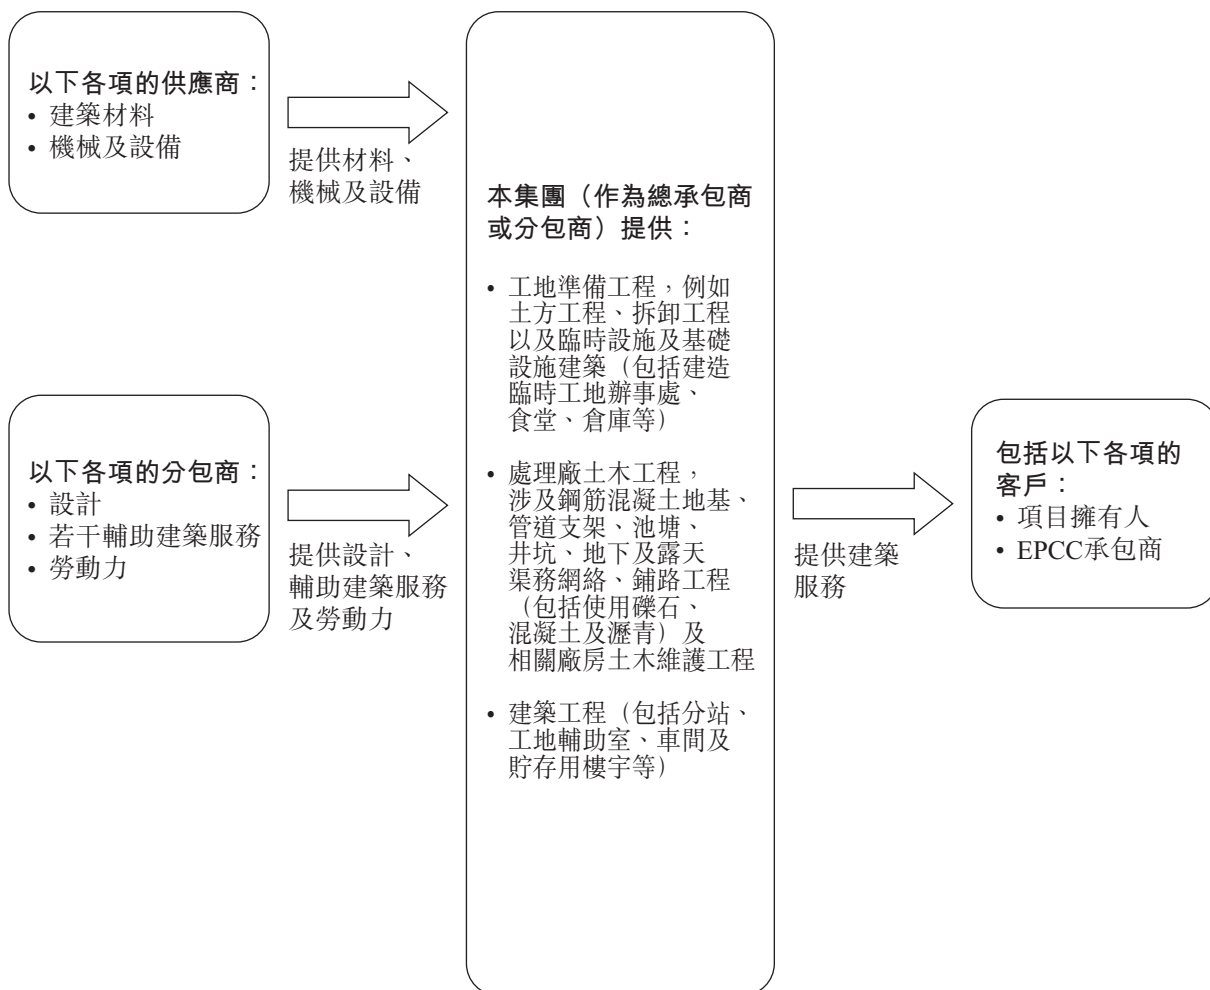 以下各項的供應商：
• 建築材料
• 機械及設備
提供材料、
機械及設備
以下各項的分包商：
• 設計
• 若干輔助建築服務
• 勞動力
提供設計、
輔助建築服務
及勞動力
本集團（作為總承包商
或分包商）提供：
• 工地準備工程，例如
土方工程、拆卸工程
以及臨時設施及基礎
設施建築（包括建造
臨時工地辦事處、
食堂、倉庫等）
• 處理廠土木工程，
涉及鋼筋混凝土地基、
管道支架、池塘、
井坑、地下及露天
渠務網絡、鋪路工程
（包括使用礫石、
混凝土及瀝青）及
相關廠房土木維護工程
• 建築工程（包括分站、
工地輔助室、車間及
貯存用樓宇等）
提供建築
服務
包括以下各項的
客戶：
• 項目擁有人
• EPCC承包商